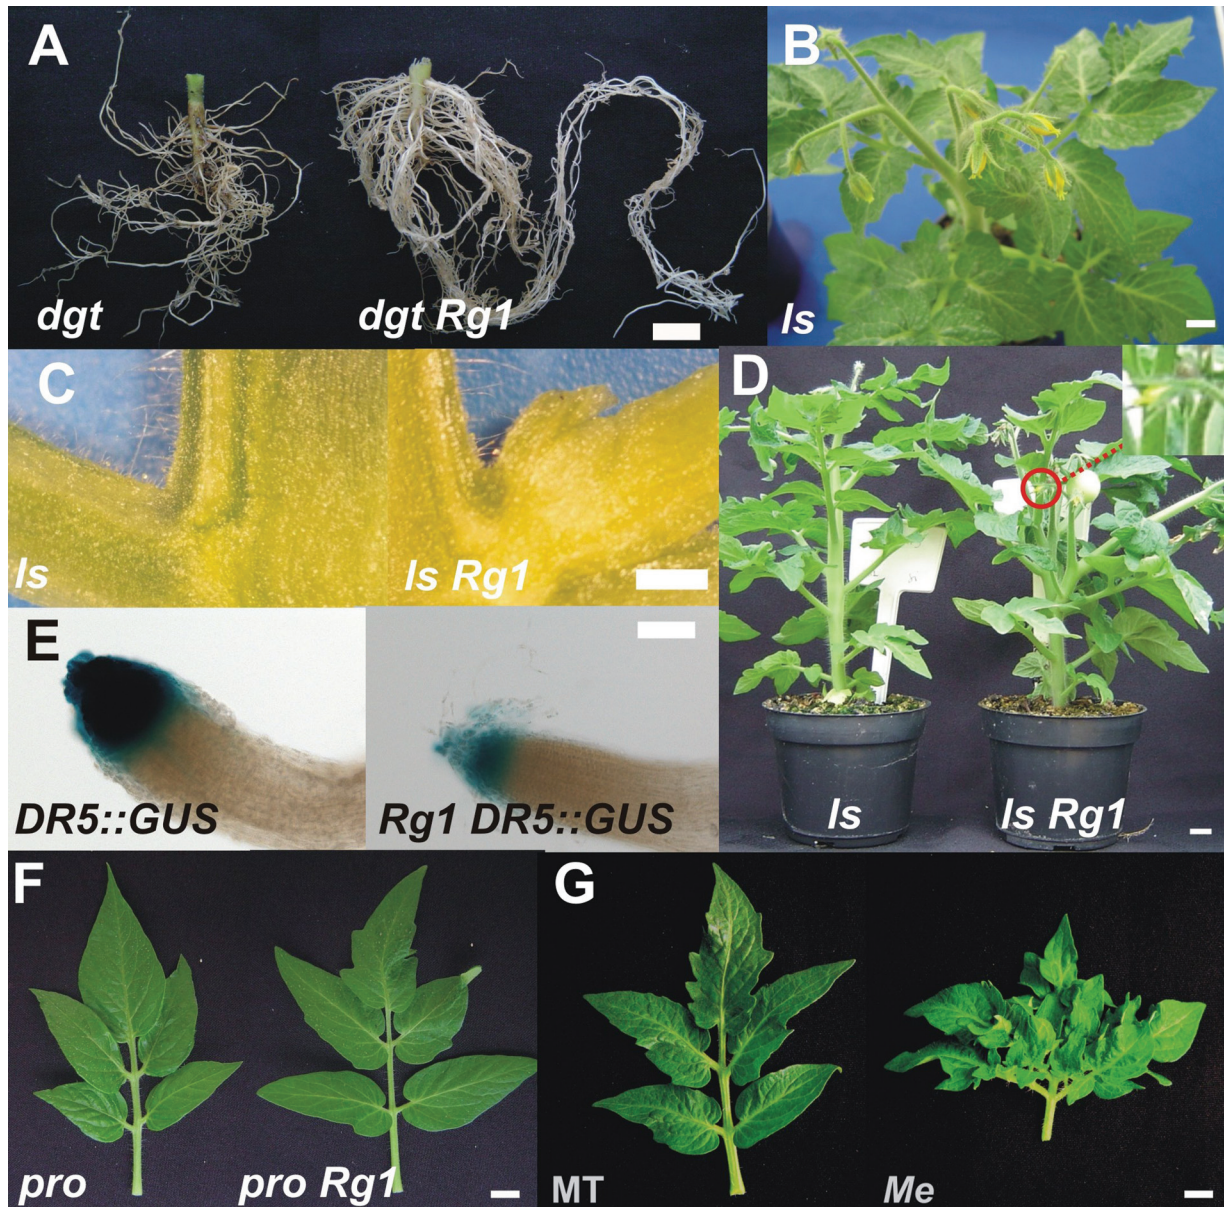 A
dgt
dgt Rg1
B
ls
C
ls
ls Rg1
D
ls
ls Rg1
E
DR5::GUS
Rg1 DR5::GUS
F
pro
pro Rg1
G
MT
Me